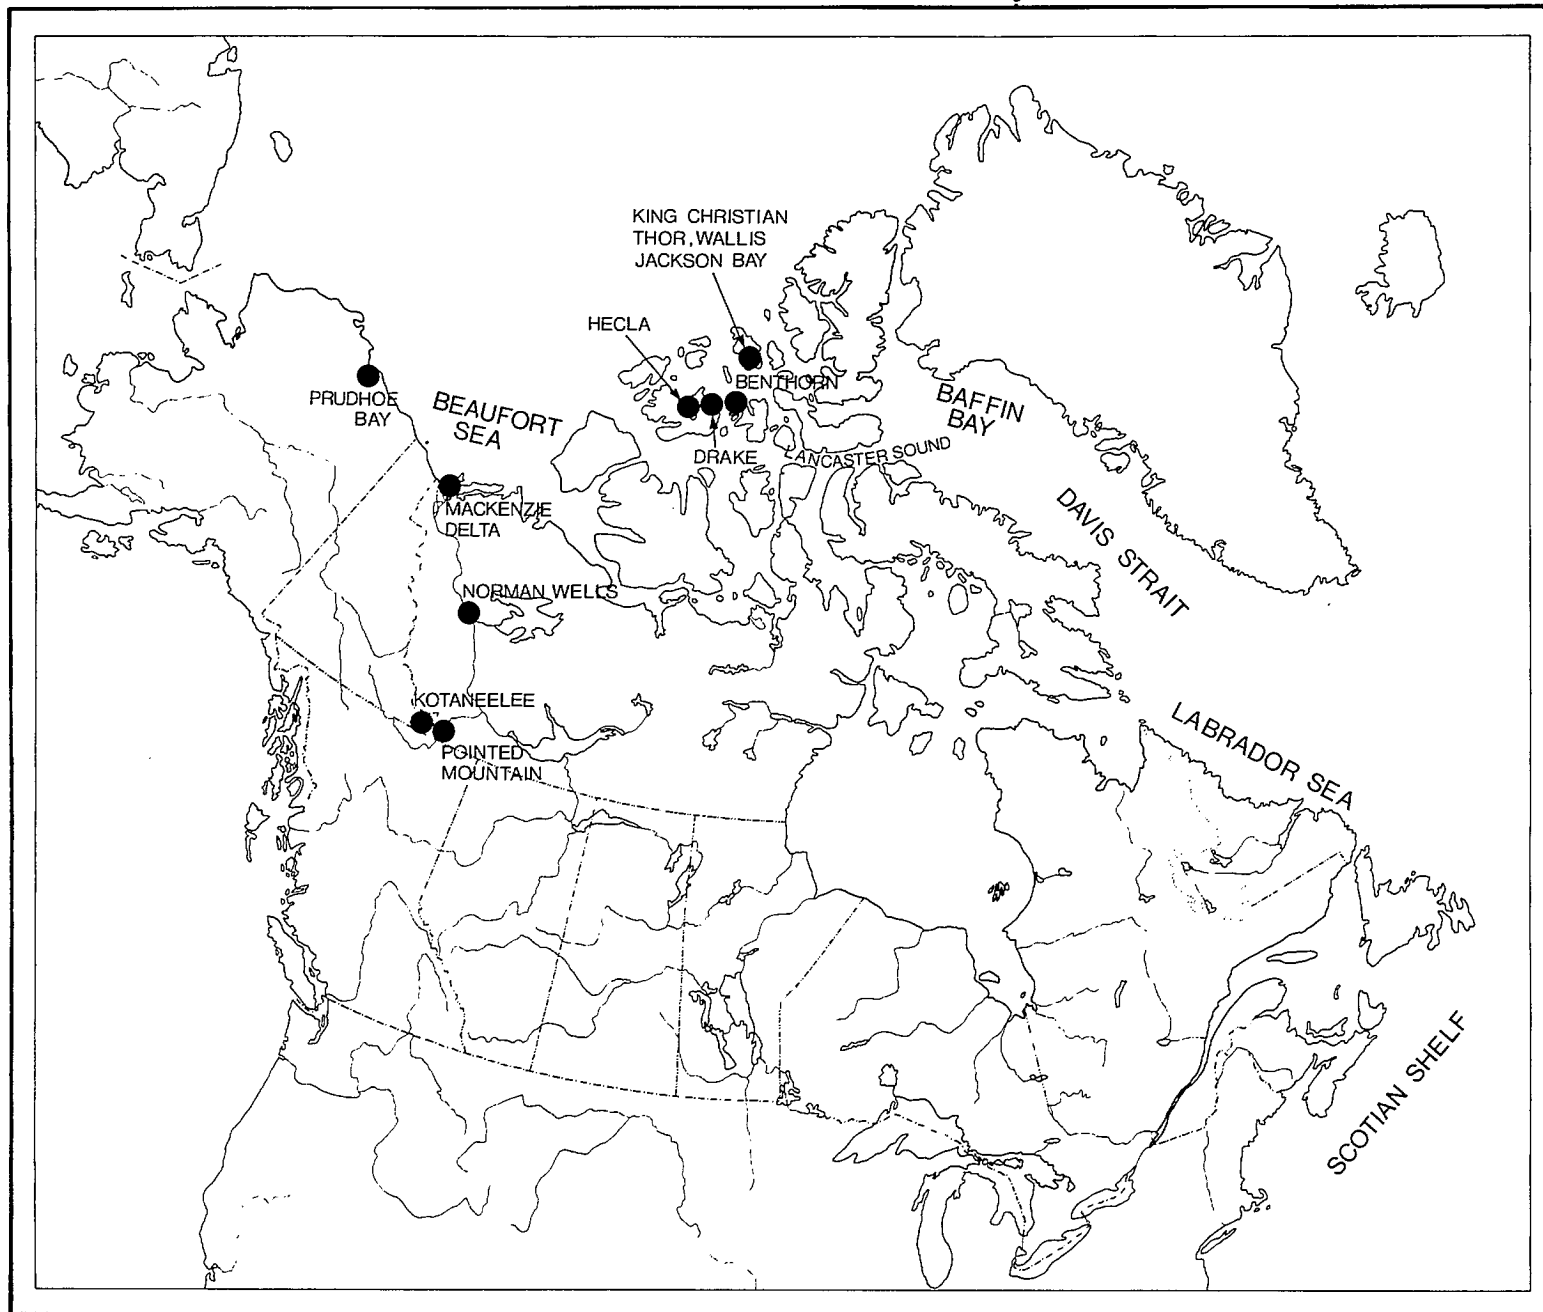 KING CHRISTIAN
THOR, WALLIS
JACKSON BAY
HECLA
BENTHORN
PRUDHOE
BAY
BEAUFORT
SEA
BAFFIN
BAY
DRAKE
LANCASTER SOUND
MACKENZIE
DELTA
DAVIS STRAIT
NORMAN WELLS
KOTANEELEE
POINTED
MOUNTAIN
LABRADOR SEA
SCOTIAN SHELF